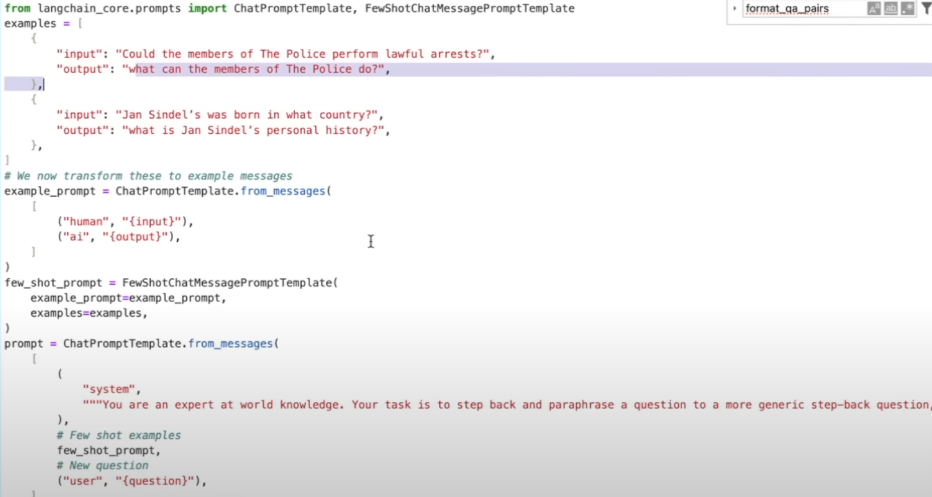 from langchain_core.prompts import ChatPromptTemplate, FewShotChatMessagePromptTemplate
format_qa_pairs
examples = [
    {
        "input": "Could the members of The Police perform lawful arrests?",
        "output": "what can the members of The Police do?",
    },
    {
        "input": "Jan Sindel’s was born in what country?",
        "output": "what is Jan Sindel’s personal history?",
    },
]
# We now transform these to example messages
example_prompt = ChatPromptTemplate.from_messages(
    [
        ("human", "{input}"),
        ("ai", "{output}"),
    ]
)
few_shot_prompt = FewShotChatMessagePromptTemplate(
    example_prompt=example_prompt,
    examples=examples,
)
prompt = ChatPromptTemplate.from_messages(
    [
        (
            "system",
            """You are an expert at world knowledge. Your task is to step back and paraphrase a question to a more generic step-back question,
        ),
        # Few shot examples
        few_shot_prompt,
        # New question
        ("user", "{question}"),
    ]